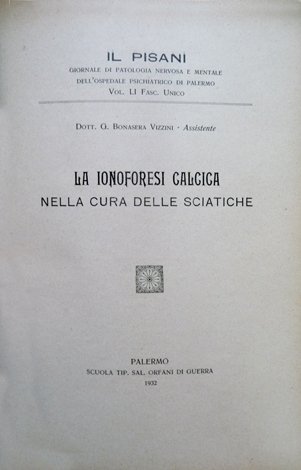 IL PISANI
GIORNALE DI PATOLOGIA NERVOSA E MENTALE
DELL'OSPEDALE PSICHIATRICO DI PALERMO
VOL. LI FASC. UNICO
DOTT. G. BONASERA VIZZINI - Assistente
LA IONOFORESI CALCICA
NELLA CURA DELLE SCIATICHE
PALERMO
SCUOLA TIP. SAL. ORFANI DI GUERRA
1932